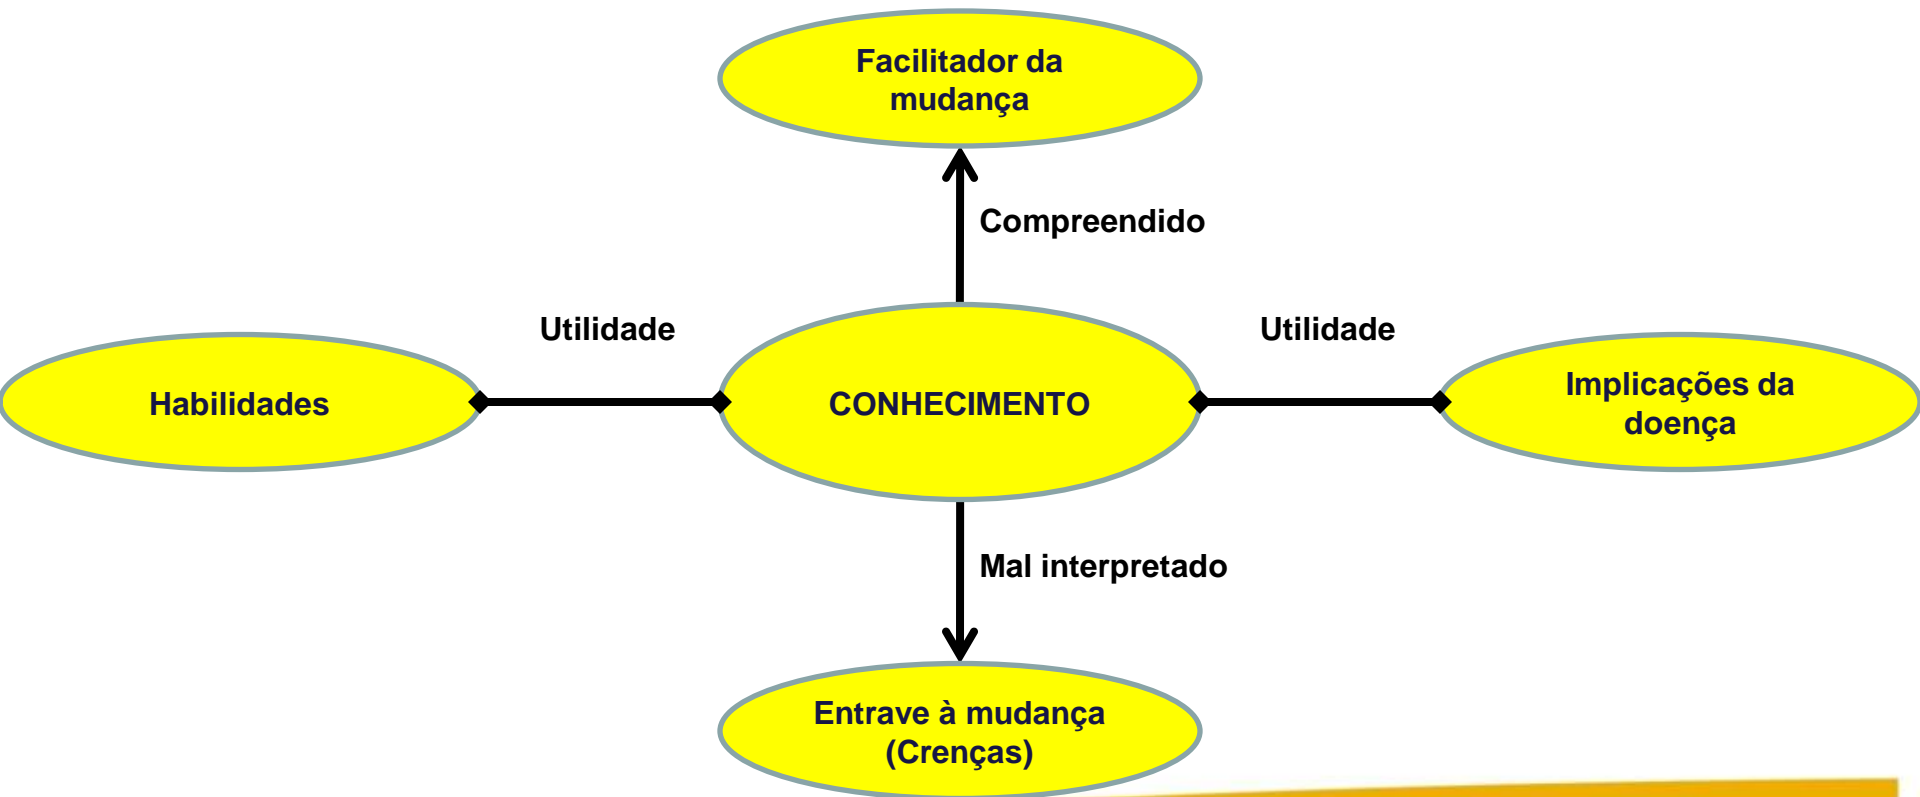 Facilitador da
mudança
Compreendido
Utilidade
Utilidade
Habilidades
CONHECIMENTO
Implicações da
doença
Mal interpretado
Entrave à mudança
(Crenças)